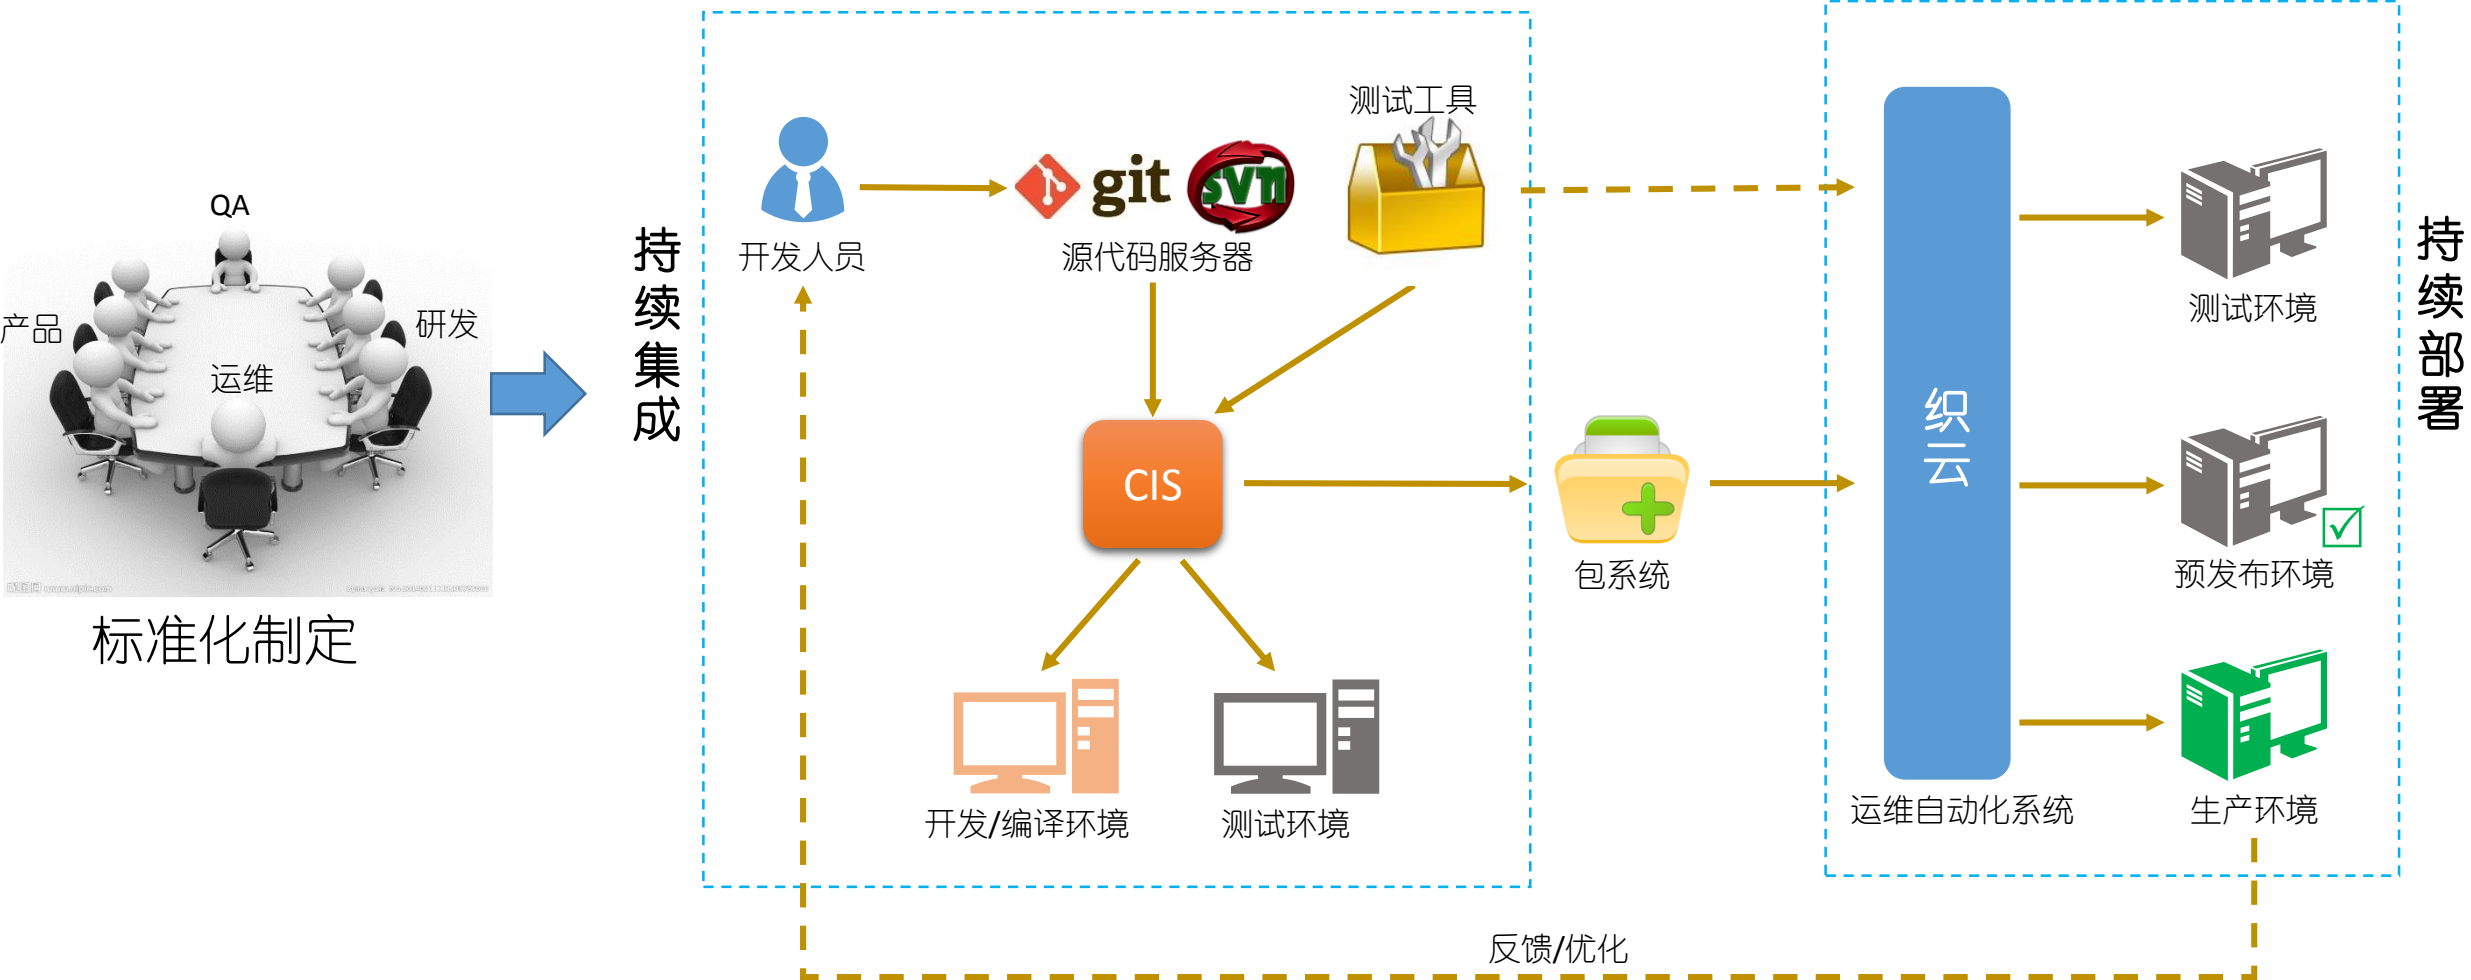 QA
产品
研发
运维
标准化制定
持续集成
开发人员
git
svn
源代码服务器
测试工具
CIS
开发/编译环境
测试环境
包系统
织云
运维自动化系统
测试环境
预发布环境
生产环境
持续部署
反馈/优化